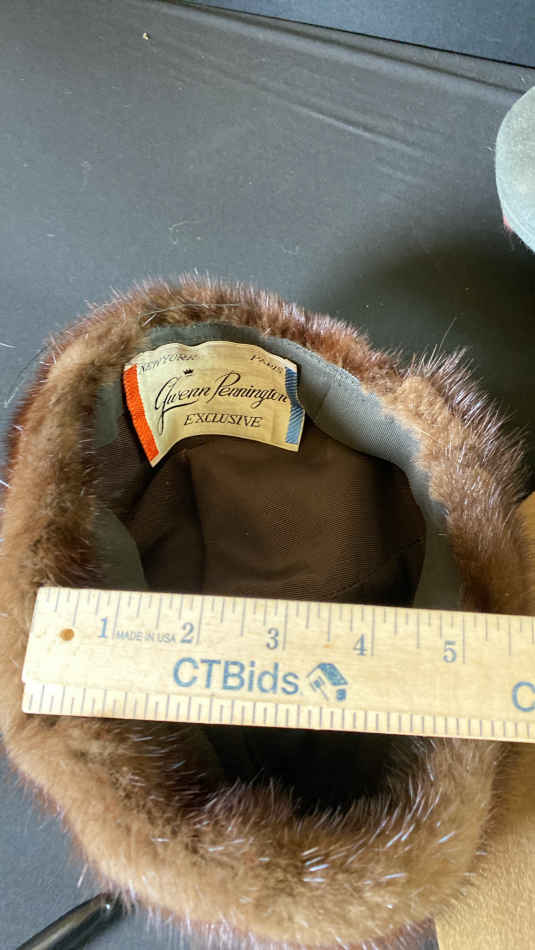 NEW YORK PARIS
Gwenn Pennington
EXCLUSIVE
1 2 3 4 5
MADE IN USA
CTBids C